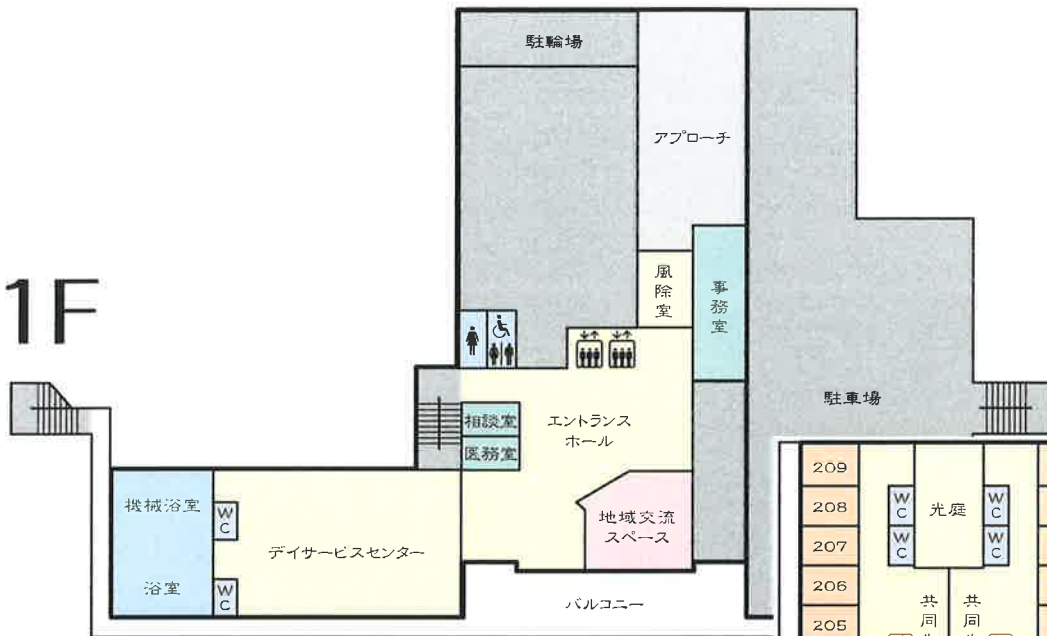 駐輪場
アプローチ
1F
風除室
事務室
駐車場
相談室
医務室
エントランス
ホール
地域交流
スペース
機械浴室
浴室
WC
WC
デイサービスセンター
バルコニー
209
208
207
206
205
光庭
WC
WC
WC
WC
共同
共同